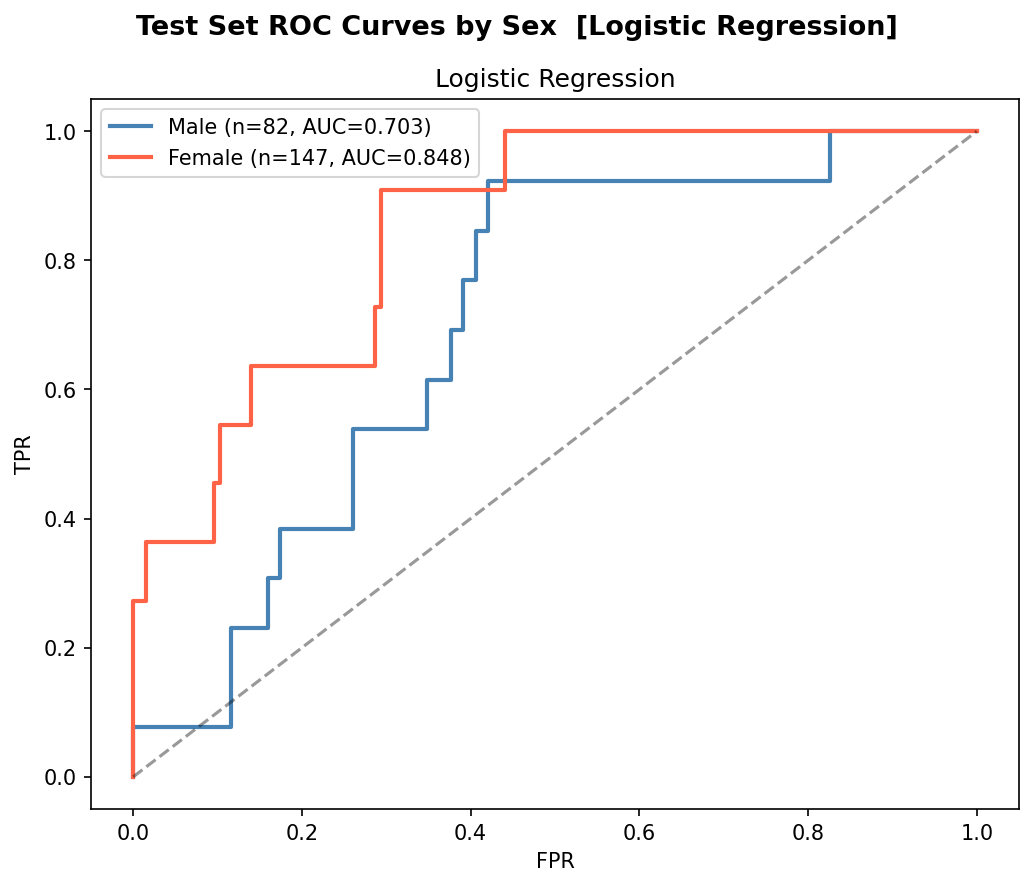 Test Set ROC Curves by Sex  [Logistic Regression]
Logistic Regression
Male (n=82, AUC=0.703)
Female (n=147, AUC=0.848)
1.0
0.8
0.6
0.4
0.2
0.0
TPR
0.0 0.2 0.4 0.6 0.8 1.0
FPR